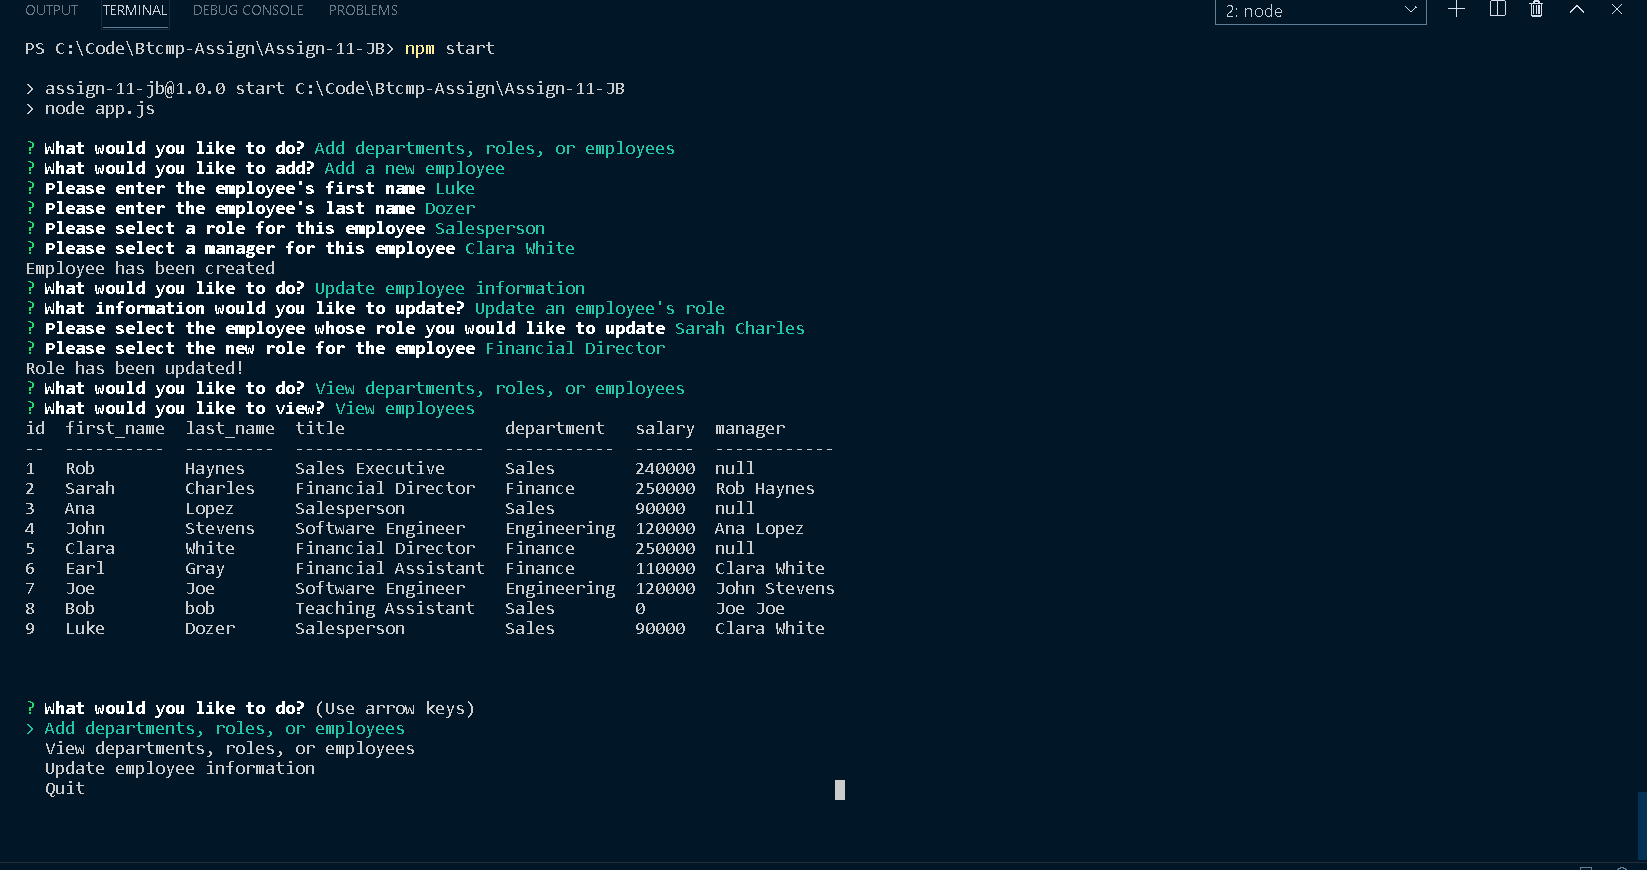 OUTPUT TERMINAL DEBUG CONSOLE PROBLEMS 2: node
PS C:\Code\Btcmp-Assign\Assign-11-JB> npm start
> assign-11-jb@1.0.0 start C:\Code\Btcmp-Assign\Assign-11-JB
> node app.js
? What would you like to do? Add departments, roles, or employees
? What would you like to add? Add a new employee
? Please enter the employee's first name Luke
? Please enter the employee's last name Dozer
? Please select a role for this employee Salesperson
? Please select a manager for this employee Clara White
Employee has been created
? What would you like to do? Update employee information
? What information would you like to update? Update an employee's role
? Please select the employee whose role you would like to update Sarah Charles
? Please select the new role for the employee Financial Director
Role has been updated!
? What would you like to do? View departments, roles, or employees
? What would you like to view? View employees
id  first_name  last_name  title                department   salary  manager
--  ----------  ---------  -------------------  -----------  ------  ------------
1   Rob         Haynes     Sales Executive      Sales        240000  null
2   Sarah       Charles    Financial Director   Finance      250000  Rob Haynes
3   Ana         Lopez      Salesperson          Sales        90000   null
4   John        Stevens    Software Engineer    Engineering  120000  Ana Lopez
5   Clara       White      Financial Director   Finance      250000  null
6   Earl        Gray       Financial Assistant  Finance      110000  Clara White
7   Joe         Joe        Software Engineer    Engineering  120000  John Stevens
8   Bob         bob        Teaching Assistant   Sales        0       Joe Joe
9   Luke        Dozer      Salesperson          Sales        90000   Clara White
? What would you like to do? (Use arrow keys)
> Add departments, roles, or employees
  View departments, roles, or employees
  Update employee information
  Quit